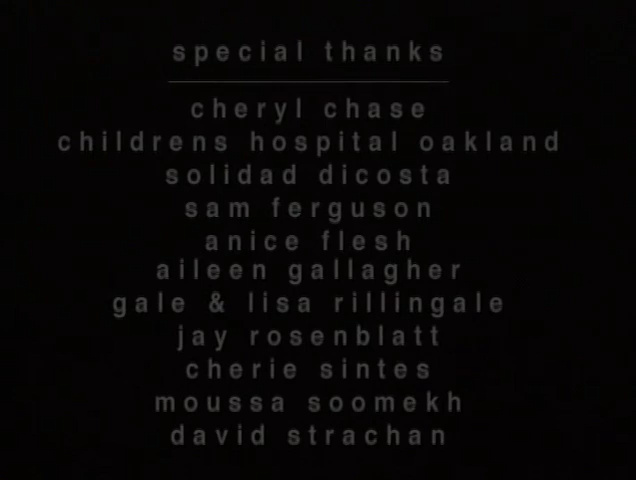 special thanks
cheryl chase
childrens hospital oakland
solidad dicosta
sam ferguson
anice flesh
aileen gallagher
gale & lisa rillingale
jay rosenblatt
cherie sintes
moussa soomekh
david strachan